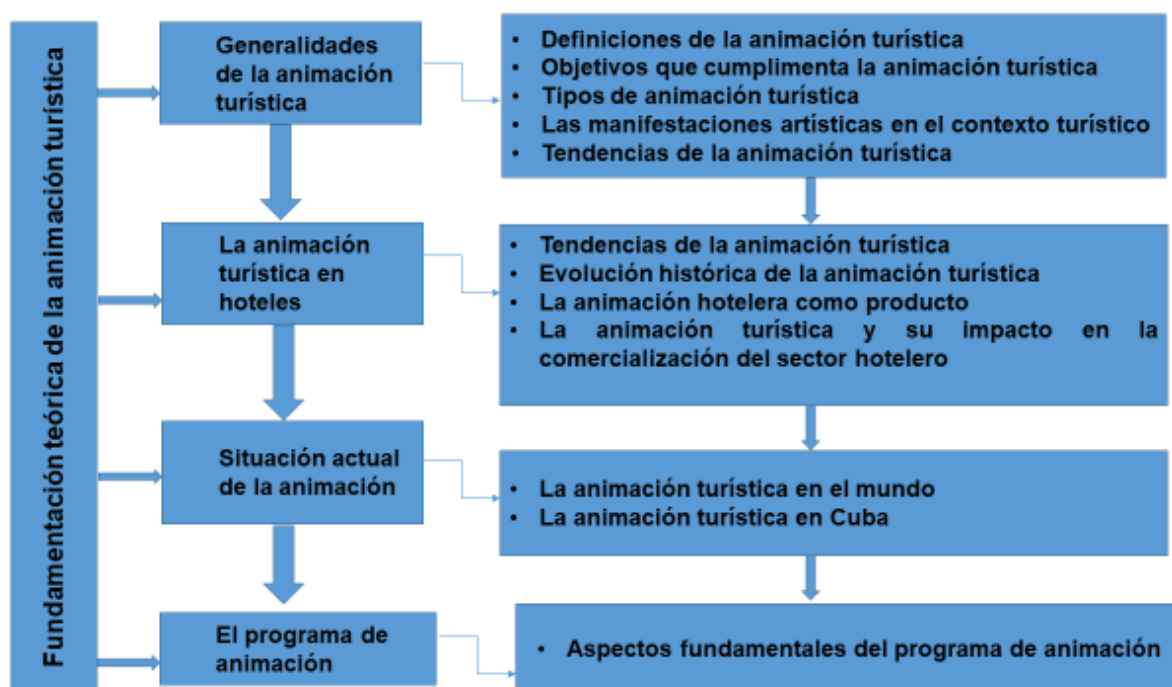 Fundamentación teórica de la animación turística
Generalidades
de la animación
turística
• Definiciones de la animación turística
• Objetivos que cumplimenta la animación turística
• Tipos de animación turística
• Las manifestaciones artísticas en el contexto turístico
• Tendencias de la animación turística
La animación
turística en
hoteles
• Tendencias de la animación turística
• Evolución histórica de la animación turística
• La animación hotelera como producto
• La animación turística y su impacto en la
comercialización del sector hotelero
Situación actual
de la animación
• La animación turística en el mundo
• La animación turística en Cuba
El programa de
animación
• Aspectos fundamentales del programa de animación